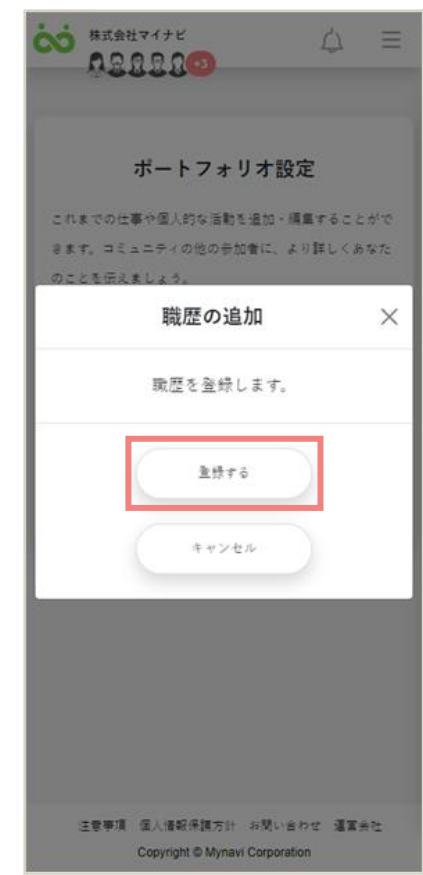 株式会社マイナビ
+3
ポートフォリオ設定
これまでの仕事や個人的な活動を追加・編集することがで
きます。コミュニティの他の参加者に、より詳しくあなた
のことを伝えましょう。
職歴の追加
職歴を登録します。
登録する
キャンセル
注意事項 個人情報保護方針 お問い合わせ 運営会社
Copyright © Mynavi Corporation